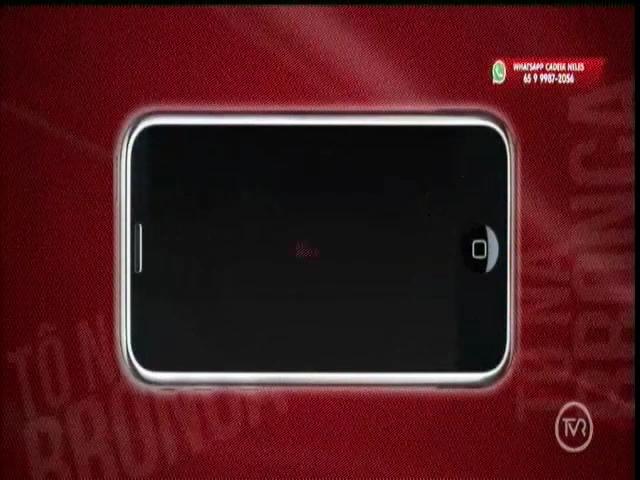 WHATSAPP CADEIA NELES
65 9 9987-2056
TÔ NA
BRONCA
TÔ NA
BRONCA
TVR